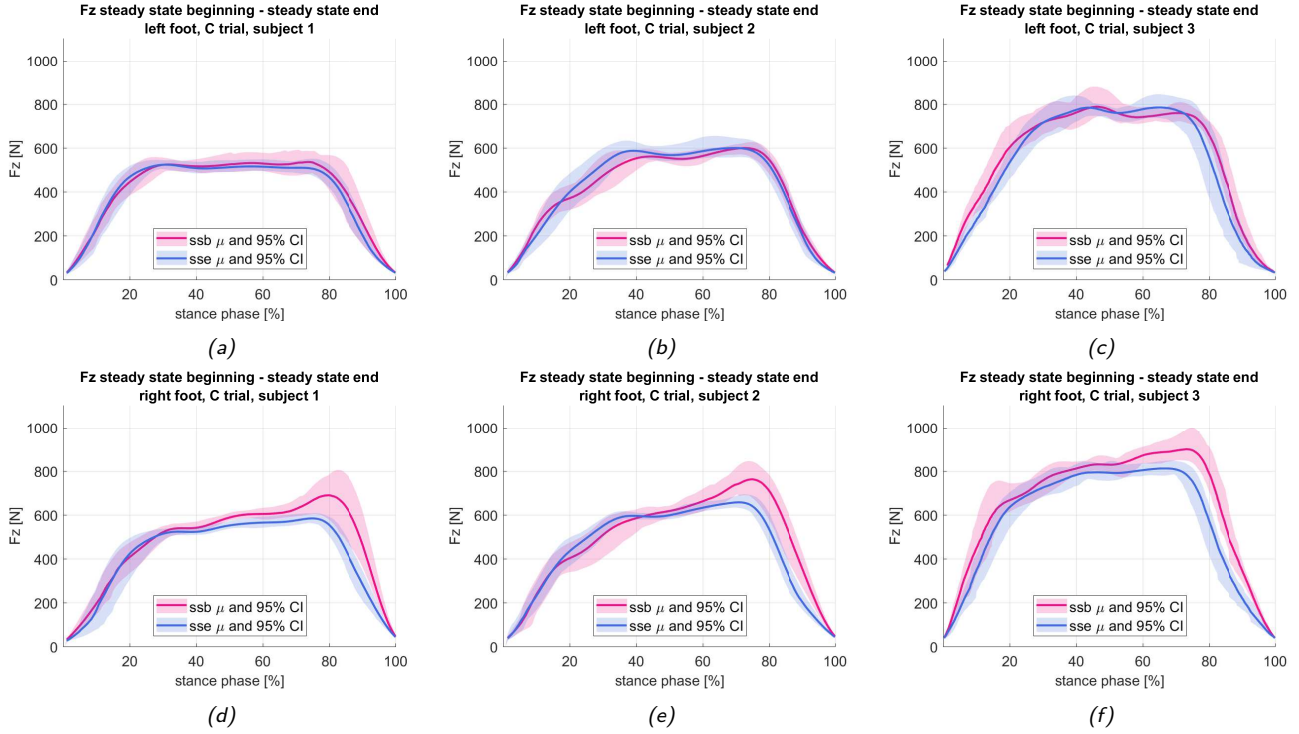 Fz steady state beginning - steady state end
left foot, C trial, subject 1
1000
800
600
400
200
0
Fz [N]
ssb μ and 95% CI
sse μ and 95% CI
20 40 60 80 100
stance phase [%]
(a)
Fz steady state beginning - steady state end
left foot, C trial, subject 2
1000
800
600
400
200
0
Fz [N]
ssb μ and 95% CI
sse μ and 95% CI
20 40 60 80 100
stance phase [%]
(b)
Fz steady state beginning - steady state end
left foot, C trial, subject 3
1000
800
600
400
200
0
Fz [N]
ssb μ and 95% CI
sse μ and 95% CI
20 40 60 80 100
stance phase [%]
(c)
Fz steady state beginning - steady state end
right foot, C trial, subject 1
1000
800
600
400
200
0
Fz [N]
ssb μ and 95% CI
sse μ and 95% CI
20 40 60 80 100
stance phase [%]
(d)
Fz steady state beginning - steady state end
right foot, C trial, subject 2
1000
800
600
400
200
0
Fz [N]
ssb μ and 95% CI
sse μ and 95% CI
20 40 60 80 100
stance phase [%]
(e)
Fz steady state beginning - steady state end
right foot, C trial, subject 3
1000
800
600
400
200
0
Fz [N]
ssb μ and 95% CI
sse μ and 95% CI
20 40 60 80 100
stance phase [%]
(f)